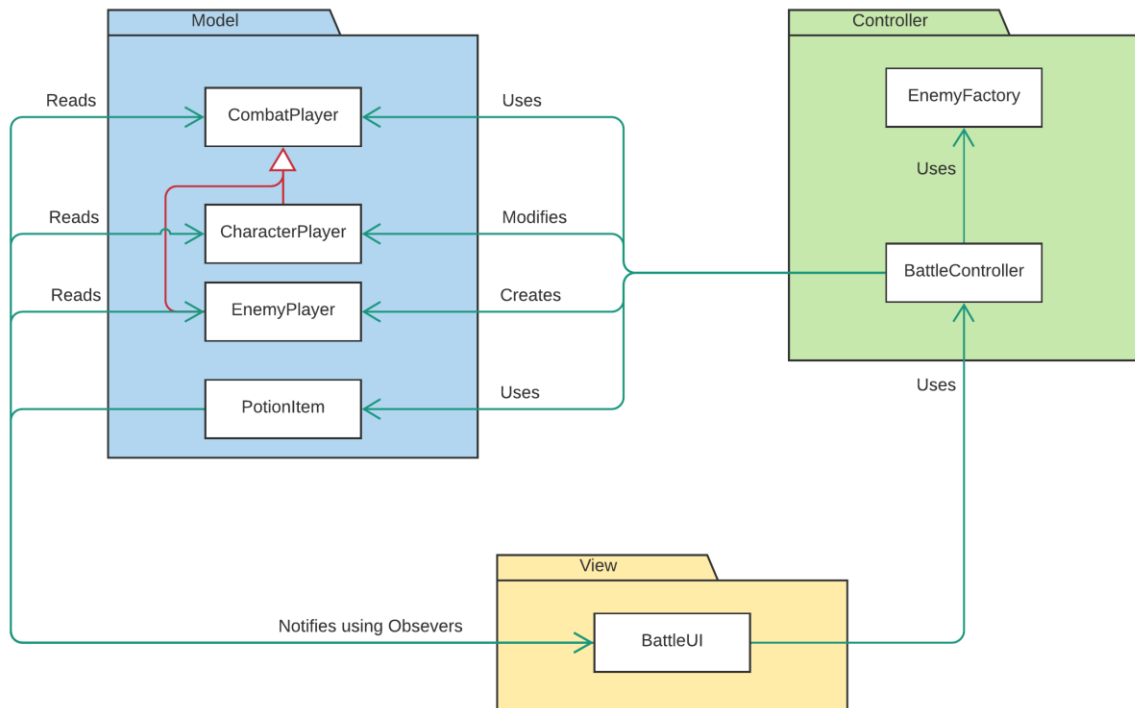 Model
Controller
Reads
CombatPlayer
Uses
EnemyFactory
Uses
Reads
CharacterPlayer
Modifies
BattleController
Reads
EnemyPlayer
Creates
Uses
PotionItem
Uses
View
Notifies using Obsevers
BattleUI